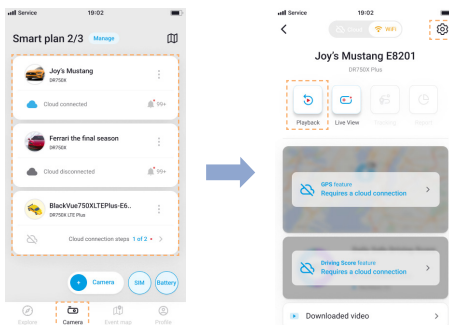 Service 19:02
Smart plan 2/3 Manage
Joy's Mustang
DR750X
Cloud connected 99+
Ferrari the final season
DR750X
Cloud disconnected 99+
BlackVue750XLTEPlus-E6..
DR750X LTE Plus
Cloud connection steps 1 of 2
Camera SIM Battery
Explore Camera Event map Profile
Service 19:02
Cloud WiFi
Joy's Mustang E8201
DR750X Plus
Playback Live View
GPS feature
Requires a cloud connection
Driving Score feature
Requires a cloud connection
Downloaded video